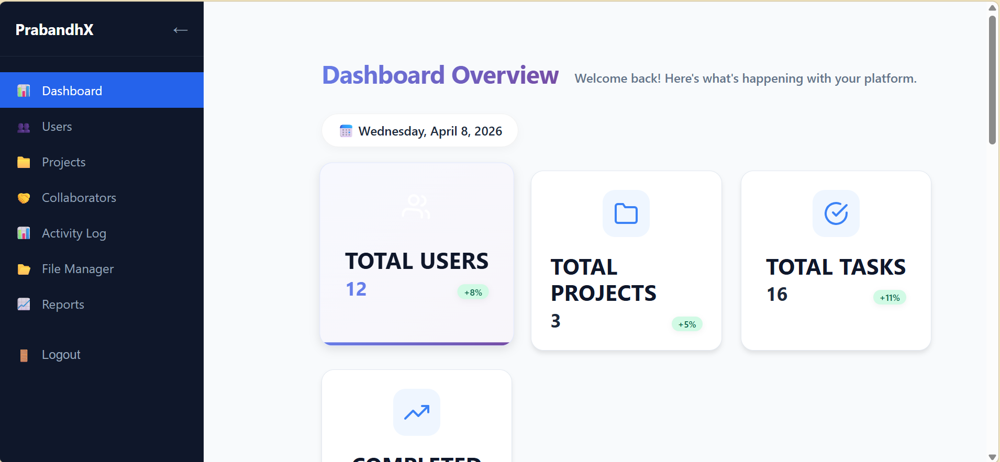 PrabandhX
←
Dashboard
Users
Projects
Collaborators
Activity Log
File Manager
Reports
Logout
Dashboard Overview
Welcome back! Here's what's happening with your platform.
Wednesday, April 8, 2026
TOTAL USERS
12
+8%
TOTAL
PROJECTS
3
+5%
TOTAL TASKS
16
+11%
COMPLETED